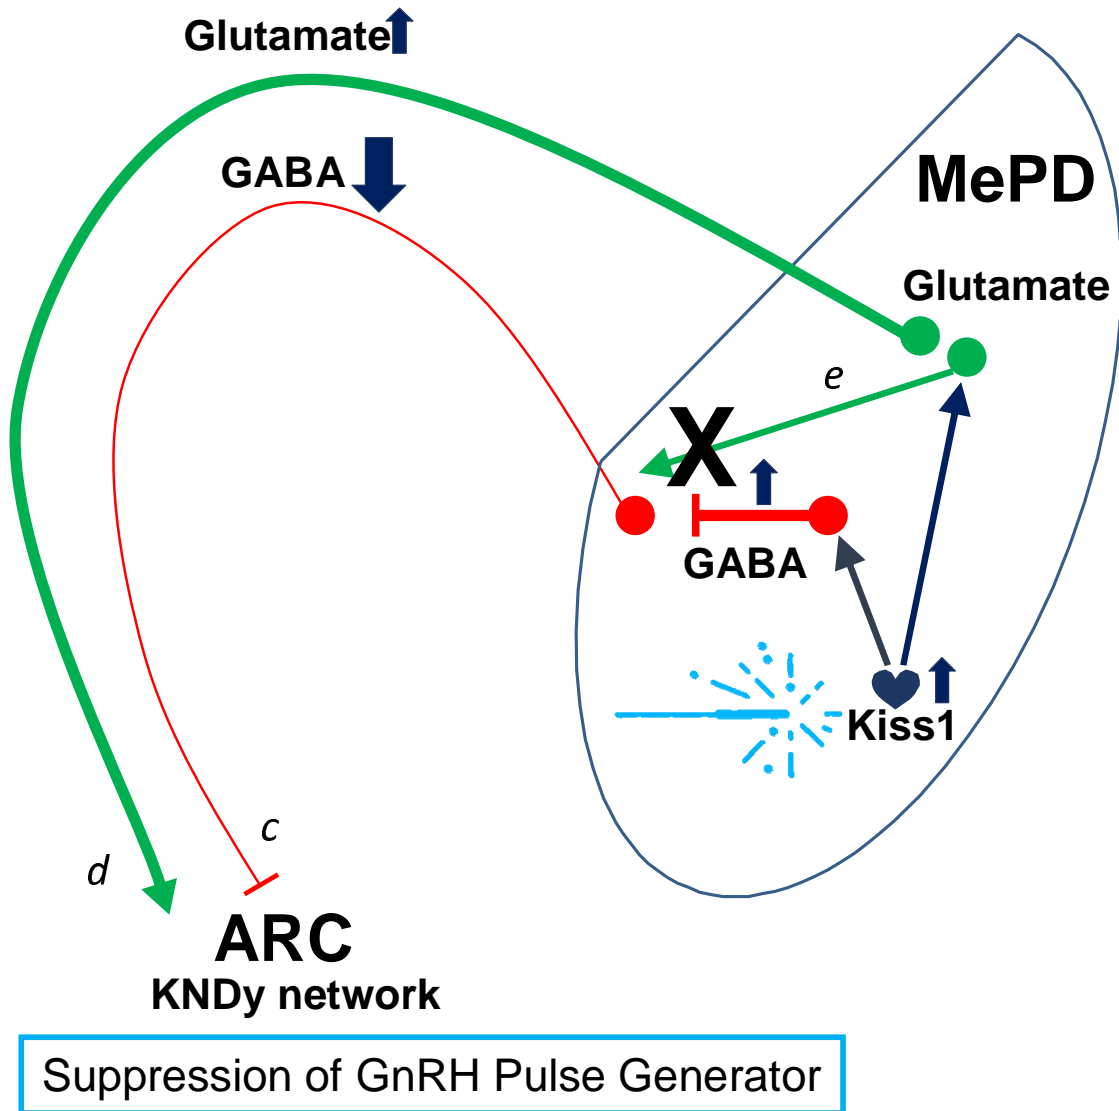 Glutamate
GABA
MePD
Glutamate
e
X
GABA
Kiss1
c
d
ARC
KNDy network
Suppression of GnRH Pulse Generator